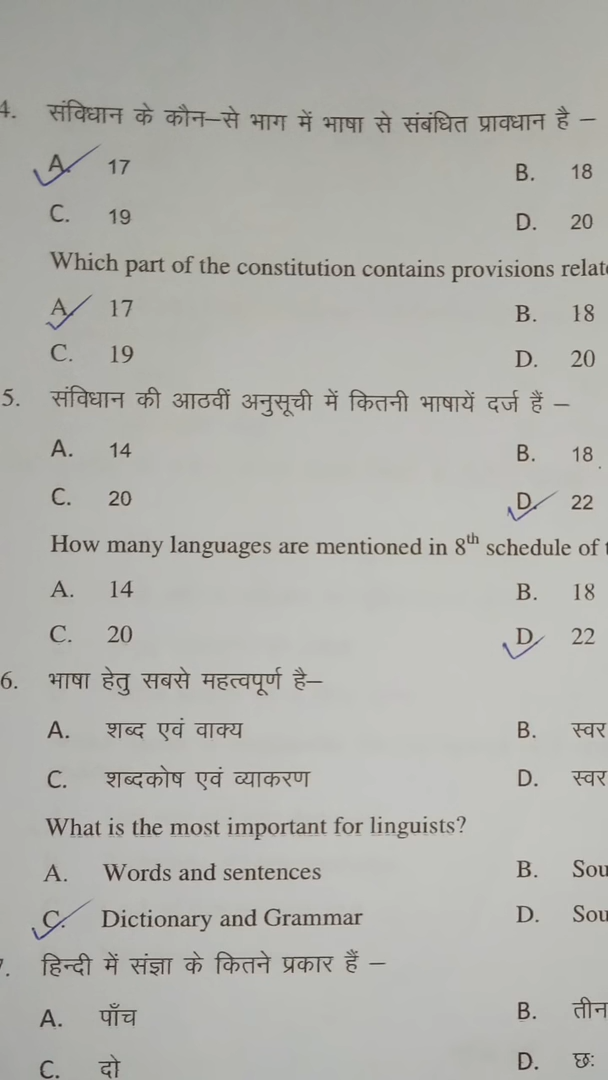 4. संविधान के कौन–से भाग में भाषा से संबंधित प्रावधान है –
A. 17 B. 18
C. 19 D. 20
Which part of the constitution contains provisions
A. 17 B. 18
C. 19 D. 20
5. संविधान की आठवीं अनुसूची में कितनी भाषायें दर्ज हैं –
A. 14 B. 18
C. 20 D. 22
How many languages are mentioned in 8th schedule of
A. 14 B. 18
C. 20 D. 22
6. भाषा हेतु सबसे महत्वपूर्ण है–
A. शब्द एवं वाक्य B. स्वर
C. शब्दकोष एवं व्याकरण D. स्वर
What is the most important for linguists?
A. Words and sentences B.
C. Dictionary and Grammar D.
हिन्दी में संज्ञा के कितने प्रकार हैं –
A. पाँच B. तीन
C. दो D. छः